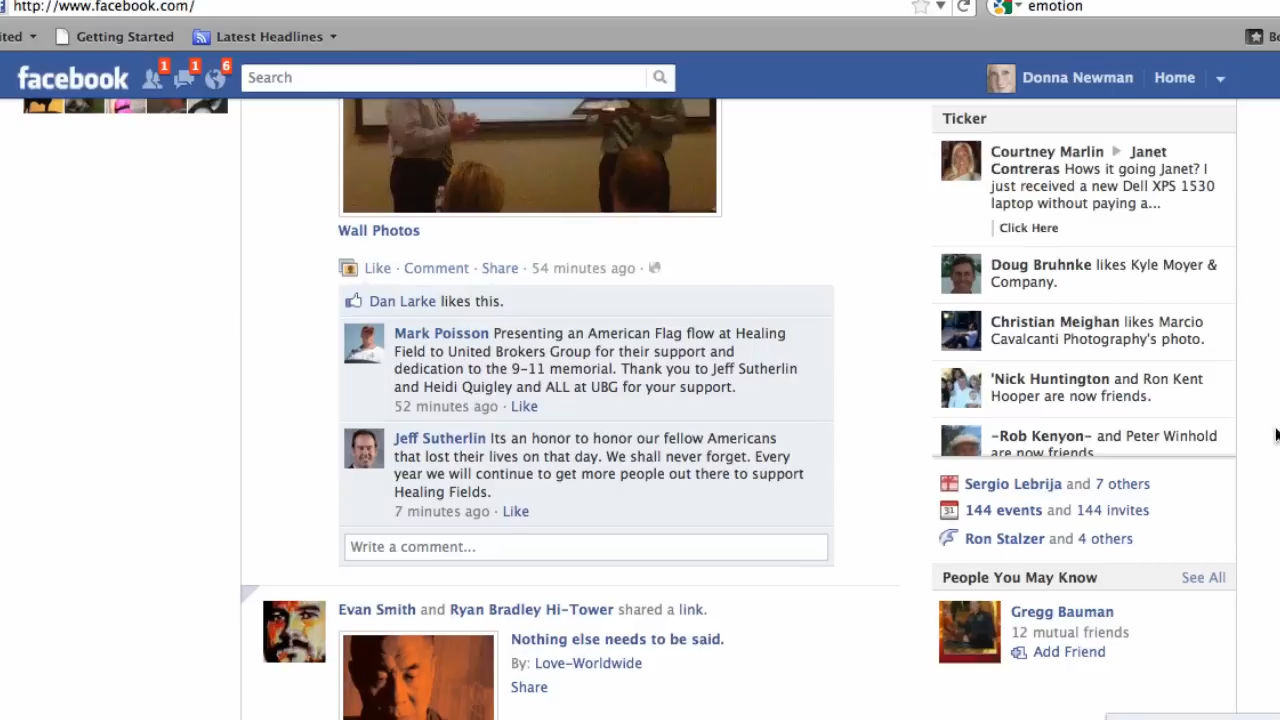 http://www.facebook.com/
emotion
Getting Started
Latest Headlines
facebook
1
1
6
Search
Donna Newman
Home
Wall Photos
Like · Comment · Share · 54 minutes ago ·
Dan Larke likes this.
Mark Poisson Presenting an American Flag flow at Healing
Field to United Brokers Group for their support and
dedication to the 9-11 memorial. Thank you to Jeff Sutherlin
and Heidi Quigley and ALL at UBG for your support.
52 minutes ago · Like
Jeff Sutherlin Its an honor to honor our fellow Americans
that lost their lives on that day. We shall never forget. Every
year we will continue to get more people out there to support
Healing Fields.
7 minutes ago · Like
Write a comment...
Evan Smith and Ryan Bradley Hi-Tower shared a link.
Nothing else needs to be said.
By: Love-Worldwide
Share
Ticker
Courtney Marlin ▶ Janet
Contreras Hows it going Janet? I
just received a new Dell XPS 1530
laptop without paying a...
Click Here
Doug Bruhnke likes Kyle Moyer &
Company.
Christian Meighan likes Marcio
Cavalcanti Photography's photo.
'Nick Huntington and Ron Kent
Hooper are now friends.
-Rob Kenyon- and Peter Winhold
are now friends
Sergio Lebrija and 7 others
31
144 events and 144 invites
Ron Stalzer and 4 others
People You May Know
See All
Gregg Bauman
12 mutual friends
Add Friend